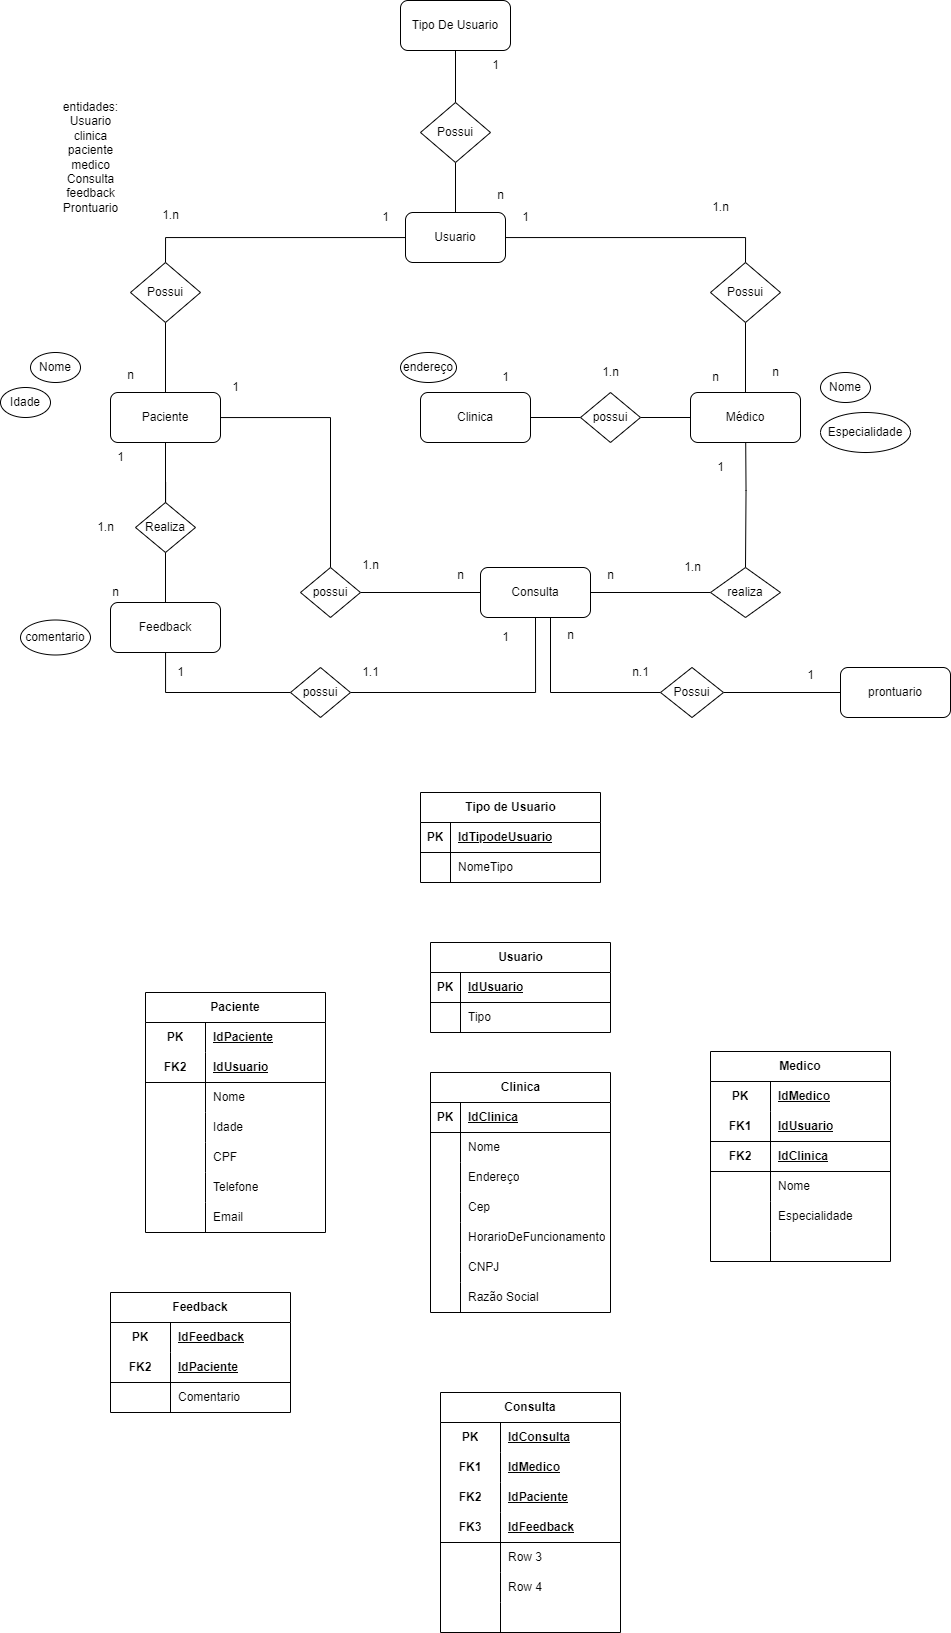 Tipo De Usuario
1
entidades:
Usuario
clinica
paciente
medico
Consulta
feedback
Prontuario
Possui
n
1.n
1
Usuario
1
1.n
Possui
Possui
Nome
Idade
n
1
Paciente
endereço
1
1.n
Clinica
possui
n
n
Médico
Nome
Especialidade
1
1
1.n
Realiza
n
1.n
possui
n
Consulta
n
1.n
realiza
Feedback
comentario
1
possui
1.1
1
n
n.1
Possui
1
prontuario
Tipo de Usuario
PK IdTipodeUsuario
NomeTipo
Usuario
PK IdUsuario
Tipo
Paciente
PK IdPaciente
FK2 IdUsuario
Nome
Idade
CPF
Telefone
Email
Clinica
PK IdClinica
Nome
Endereço
Cep
HorarioDeFuncionamento
CNPJ
Razão Social
Medico
PK IdMedico
FK1 IdUsuario
FK2 IdClinica
Nome
Especialidade
Feedback
PK IdFeedback
FK2 IdPaciente
Comentario
Consulta
PK IdConsulta
FK1 IdMedico
FK2 IdPaciente
FK3 IdFeedback
Row 3
Row 4